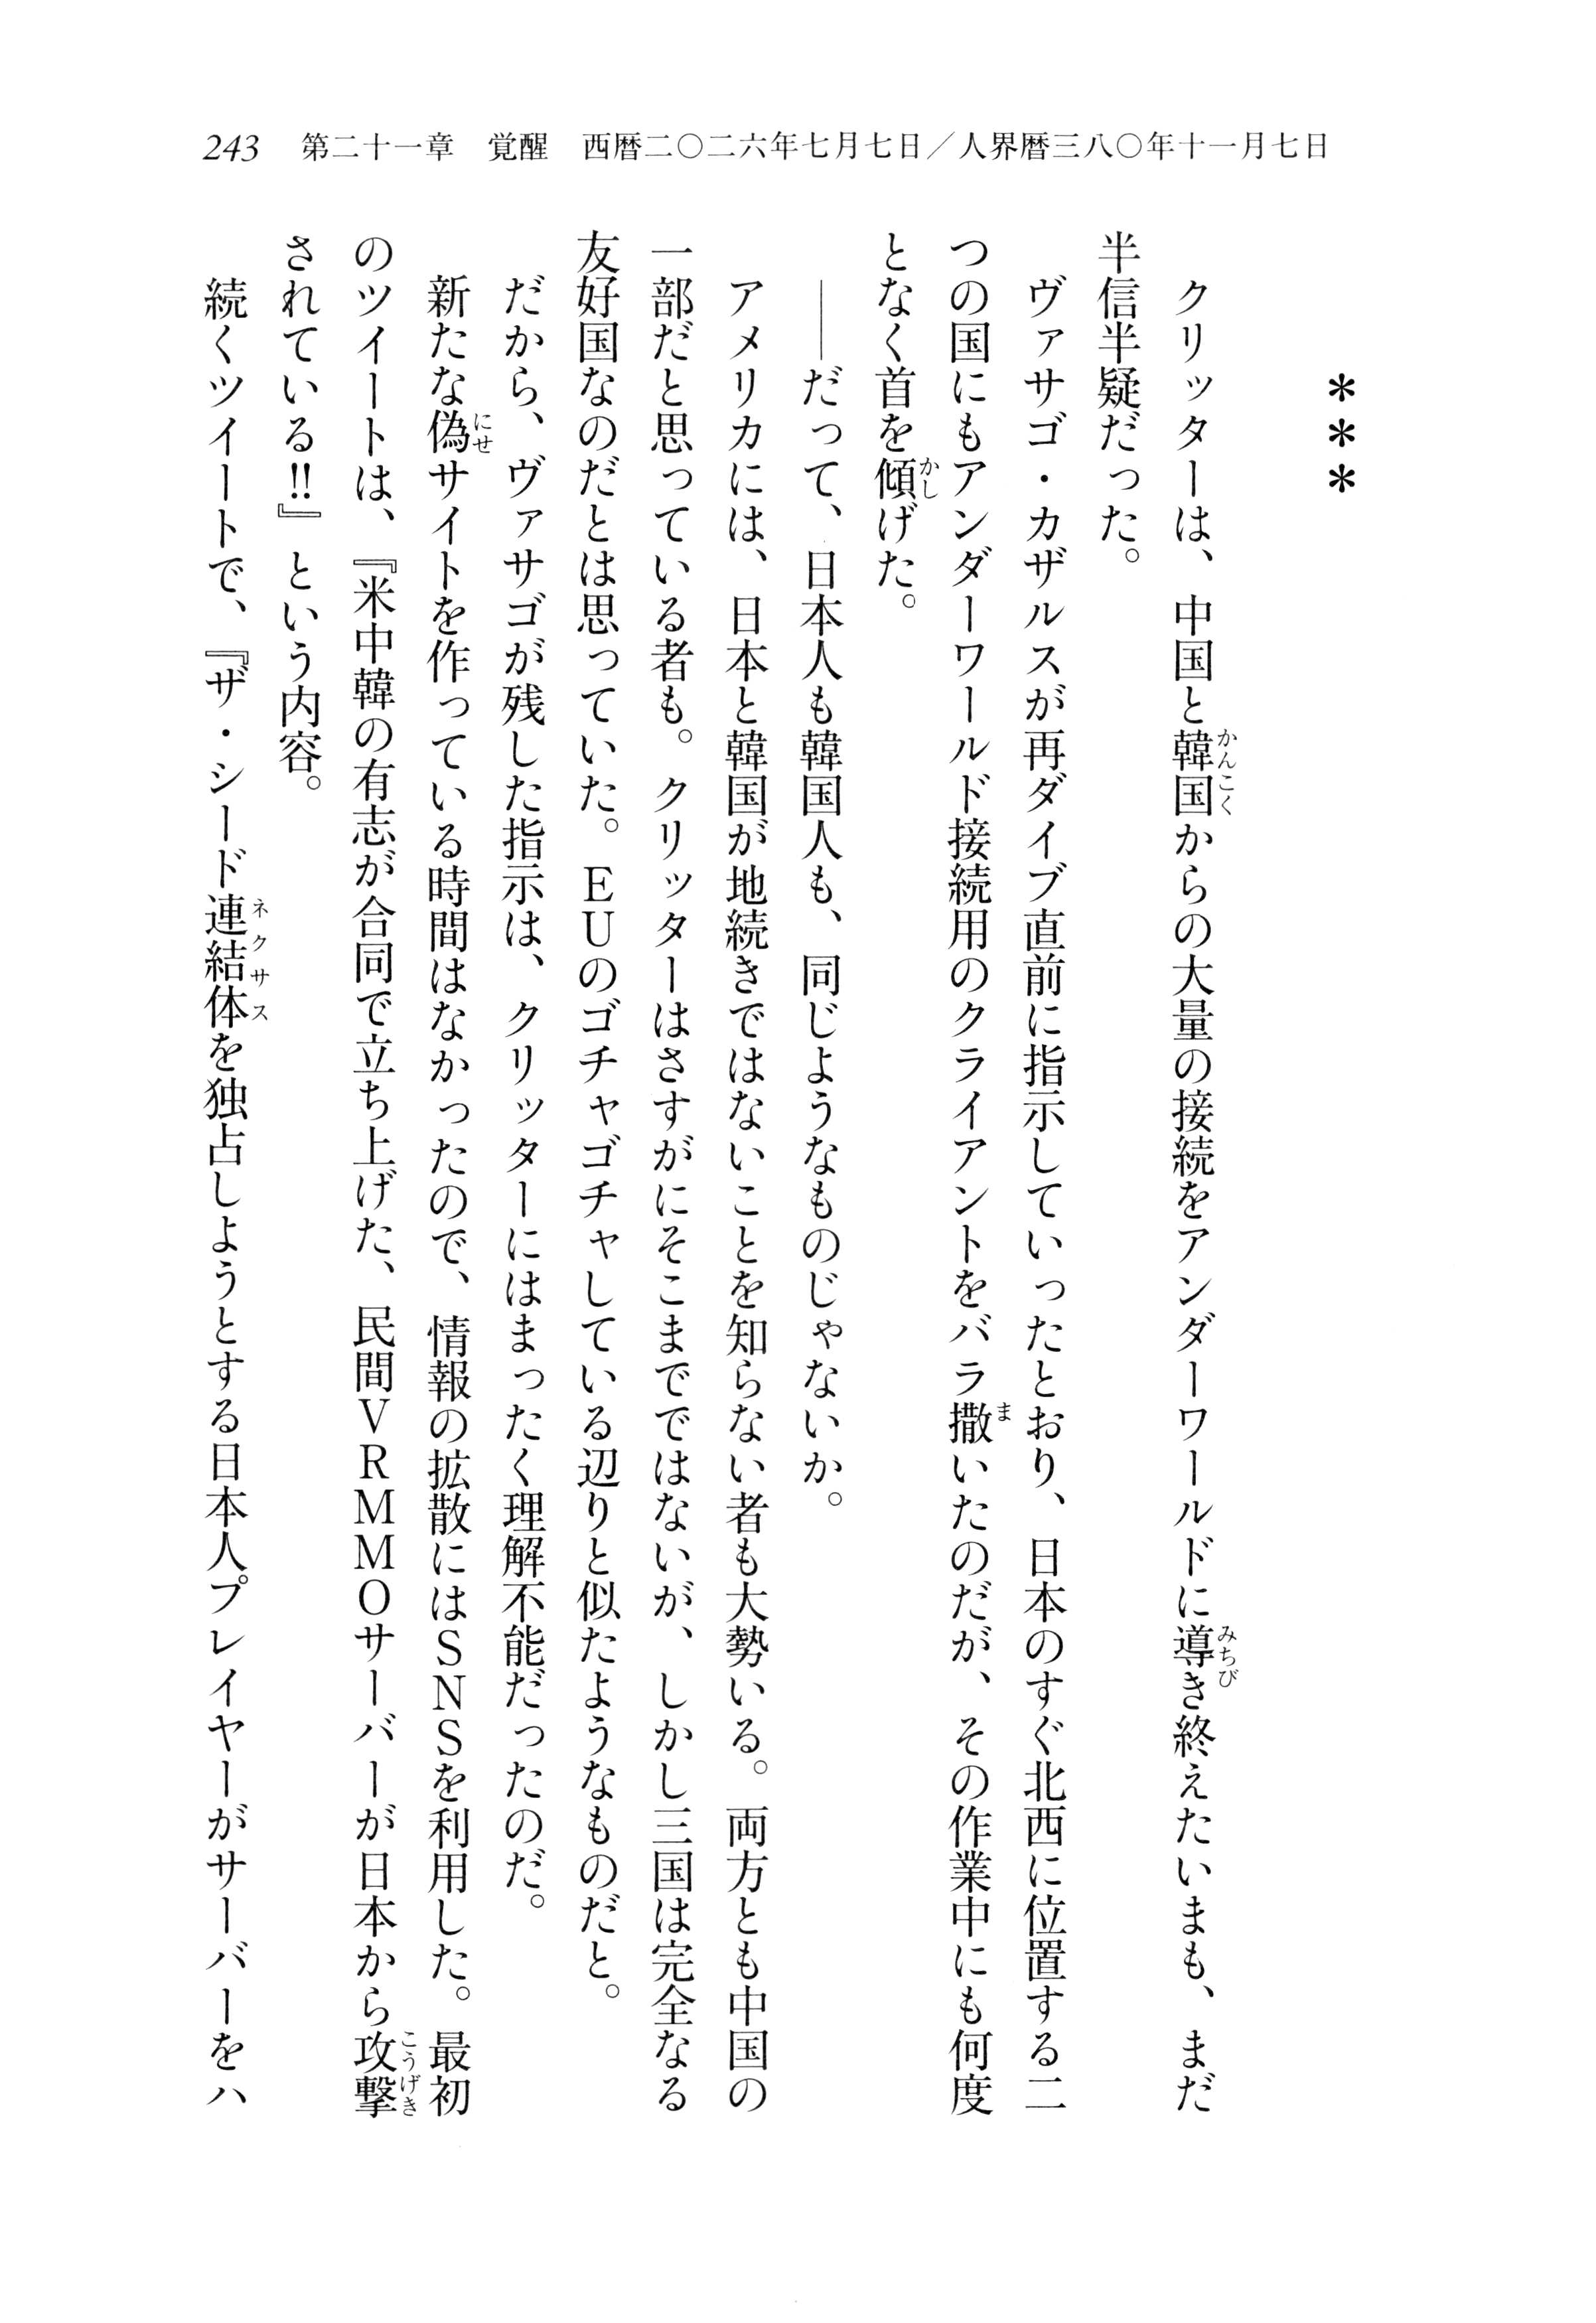 243 第二十一章 覚醒 西暦二〇二六年七月七日／人界暦三八〇年十一月七日
＊＊＊
クリッターは、中国と韓国からの大量の接続をアンダーワールドに導き終えたいまも、まだ
半信半疑だった。
ヴァサゴ・カザルスが再ダイブ直前に指示していったとおり、日本のすぐ北西に位置する二
つの国にもアンダーワールド接続用のクライアントをバラ撒いたのだが、その作業中にも何度
となく首を傾げた。
――だって、日本人も韓国人も、同じようなものじゃないか。
アメリカには、日本と韓国が地続きではないことを知らない者も大勢いる。両方とも中国の
一部だと思っている者も。クリッターはさすがにそこまでではないが、しかし三国は完全なる
友好国なのだとは思っていた。ＥＵのゴチャゴチャしている辺りと似たようなものだと。
だから、ヴァサゴが残した指示は、クリッターにはまったく理解不能だったのだ。
新たな偽サイトを作っている時間はなかったので、情報の拡散にはＳＮＳを利用した。最初
のツイートは、『米中韓の有志が合同で立ち上げた、民間ＶＲＭＭＯサーバーが日本から攻撃
されている!!』という内容。
続くツイートで、『ザ・シード連結体を独占しようとする日本人プレイヤーがサーバーをハ
かんこく
みちび
ま
かし
にせ
こうげき
ネクサス